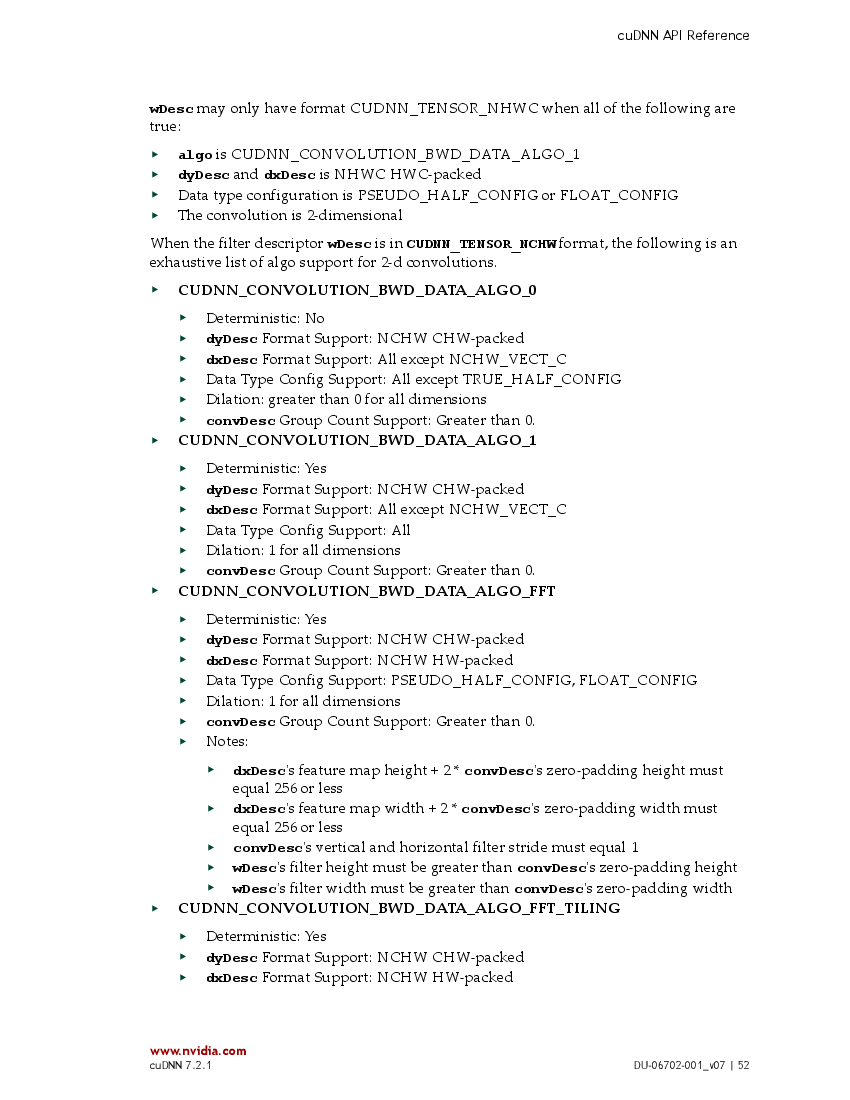 cuDNN API Reference
wDesc may only have format CUDNN_TENSOR_NHWC when all of the following are
true:
‣ algo is CUDNN_CONVOLUTION_BWD_DATA_ALGO_1
‣ dyDesc and dxDesc is NHWC HWC-packed
‣ Data type configuration is PSEUDO_HALF_CONFIG or FLOAT_CONFIG
‣ The convolution is 2-dimensional
When the filter descriptor wDesc is in CUDNN_TENSOR_NCHW format, the following is an
exhaustive list of algo support for 2-d convolutions.
‣ CUDNN_CONVOLUTION_BWD_DATA_ALGO_0
‣ Deterministic: No
‣ dyDesc Format Support: NCHW CHW-packed
‣ dxDesc Format Support: All except NCHW_VECT_C
‣ Data Type Config Support: All except TRUE_HALF_CONFIG
‣ Dilation: greater than 0 for all dimensions
‣ convDesc Group Count Support: Greater than 0.
‣ CUDNN_CONVOLUTION_BWD_DATA_ALGO_1
‣ Deterministic: Yes
‣ dyDesc Format Support: NCHW CHW-packed
‣ dxDesc Format Support: All except NCHW_VECT_C
‣ Data Type Config Support: All
‣ Dilation: 1 for all dimensions
‣ convDesc Group Count Support: Greater than 0.
‣ CUDNN_CONVOLUTION_BWD_DATA_ALGO_FFT
‣ Deterministic: Yes
‣ dyDesc Format Support: NCHW CHW-packed
‣ dxDesc Format Support: NCHW HW-packed
‣ Data Type Config Support: PSEUDO_HALF_CONFIG, FLOAT_CONFIG
‣ Dilation: 1 for all dimensions
‣ convDesc Group Count Support: Greater than 0.
‣ Notes:
‣ dxDesc's feature map height + 2 * convDesc's zero-padding height must
equal 256 or less
‣ dxDesc's feature map width + 2 * convDesc's zero-padding width must
equal 256 or less
‣ convDesc's vertical and horizontal filter stride must equal 1
‣ wDesc's filter height must be greater than convDesc's zero-padding height
‣ wDesc's filter width must be greater than convDesc's zero-padding width
‣ CUDNN_CONVOLUTION_BWD_DATA_ALGO_FFT_TILING
‣ Deterministic: Yes
‣ dyDesc Format Support: NCHW CHW-packed
‣ dxDesc Format Support: NCHW HW-packed
www.nvidia.com
cuDNN 7.2.1
DU-06702-001_v07 | 52